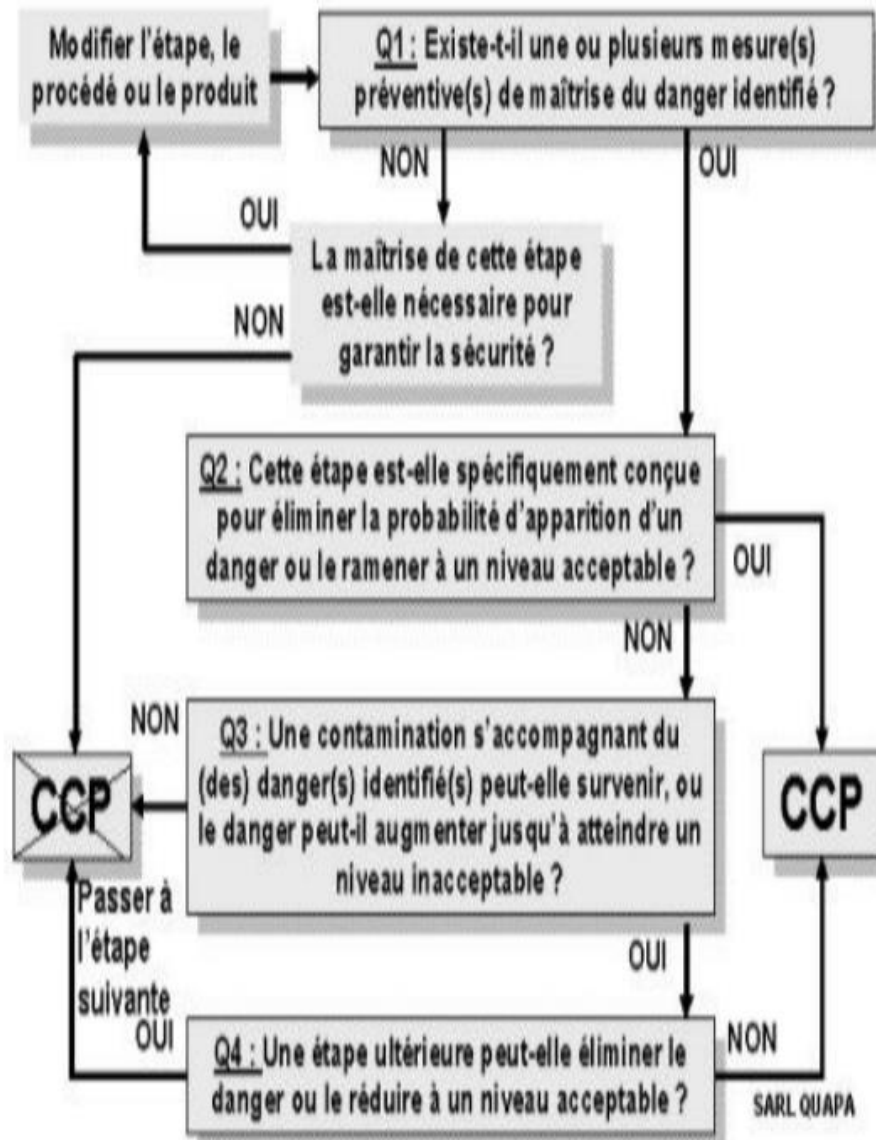 Modifier l'étape, le
procédé ou le produit
Q1 : Existe-t-il une ou plusieurs mesure(s)
préventive(s) de maîtrise du danger identifié ?
NON
OUI
OUI
La maîtrise de cette étape
est-elle nécessaire pour
garantir la sécurité ?
NON
Q2 : Cette étape est-elle spécifiquement conçue
pour éliminer la probabilité d'apparition d'un
danger ou le ramener à un niveau acceptable ?
OUI
NON
NON
Q3 : Une contamination s'accompagnant du
(des) danger(s) identifié(s) peut-elle survenir, ou
le danger peut-il augmenter jusqu'à atteindre un
niveau inacceptable ?
CCP
CCP
Passer à
l'étape
suivante
OUI
OUI
Q4 : Une étape ultérieure peut-elle éliminer le
danger ou le réduire à un niveau acceptable ?
NON
SARL QUAPA